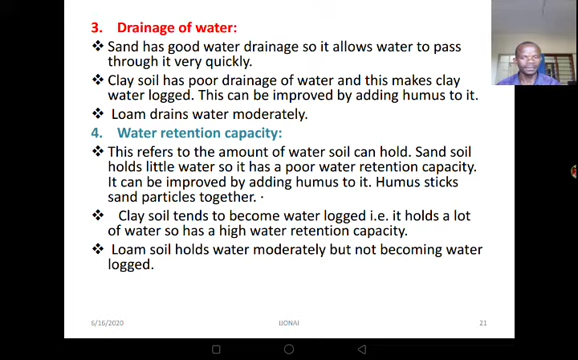 3. Drainage of water:
❖ Sand has good water drainage so it allows water to pass
through it very quickly.
❖ Clay soil has poor drainage of water and this makes clay
water logged. This can be improved by adding humus to it.
❖ Loam drains water moderately.
4. Water retention capacity:
❖ This refers to the amount of water soil can hold. Sand soil
holds little water so it has a poor water retention capacity.
It can be improved by adding humus to it. Humus sticks
sand particles together.
❖ Clay soil tends to become water logged i.e. it holds a lot
of water so has a high water retention capacity.
❖ Loam soil holds water moderately but not becoming water
logged.
21